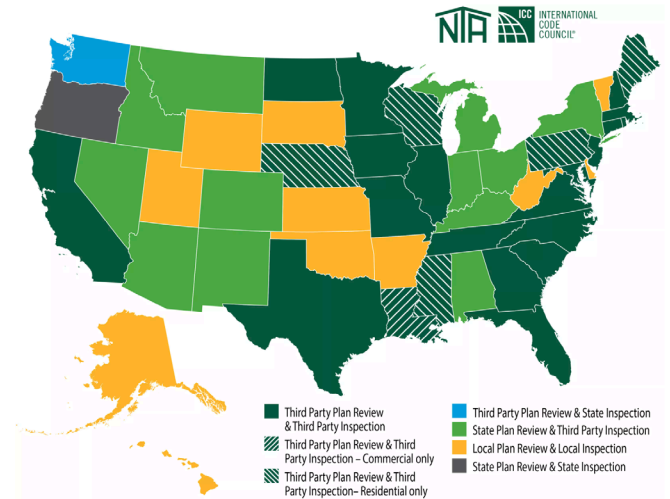 NTA
ICC
INTERNATIONAL
CODE
COUNCIL®
Third Party Plan Review
& Third Party Inspection
Third Party Plan Review & Third
Party Inspection – Commercial only
Third Party Plan Review & Third
Party Inspection– Residential only
Third Party Plan Review & State Inspection
State Plan Review & Third Party Inspection
Local Plan Review & Local Inspection
State Plan Review & State Inspection